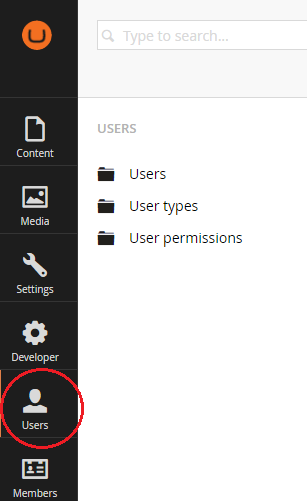 Type to search...
USERS
Users
User types
User permissions
Content
Media
Settings
Developer
Users
Members